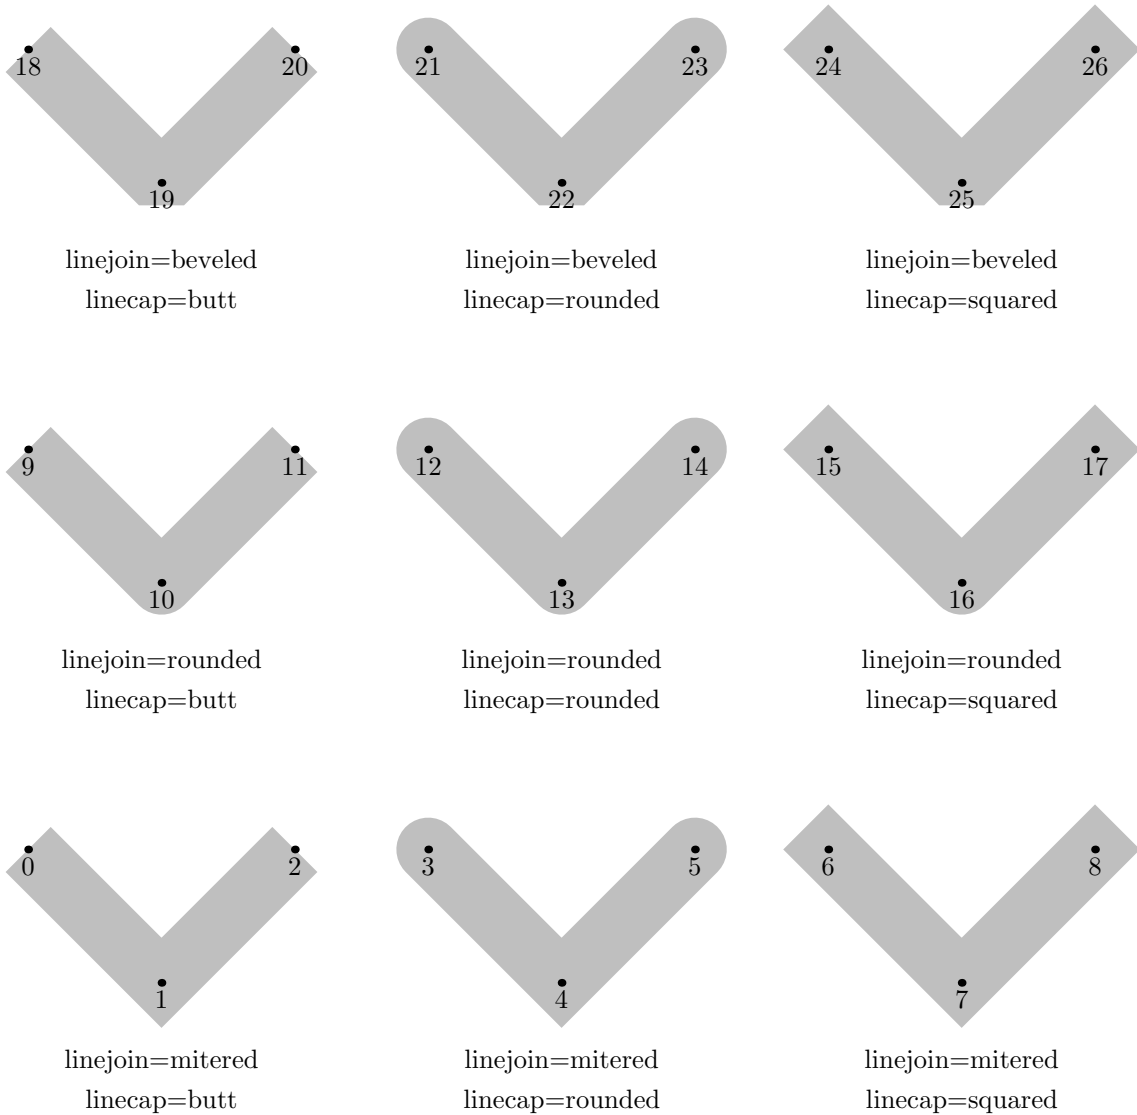 18 20 21 23 24 26
19 22 25
linejoin=beveled linejoin=beveled linejoin=beveled
linecap=butt linecap=rounded linecap=squared
9 11 12 14 15 17
10 13 16
linejoin=rounded linejoin=rounded linejoin=rounded
linecap=butt linecap=rounded linecap=squared
0 2 3 5 6 8
1 4 7
linejoin=mitered linejoin=mitered linejoin=mitered
linecap=butt linecap=rounded linecap=squared